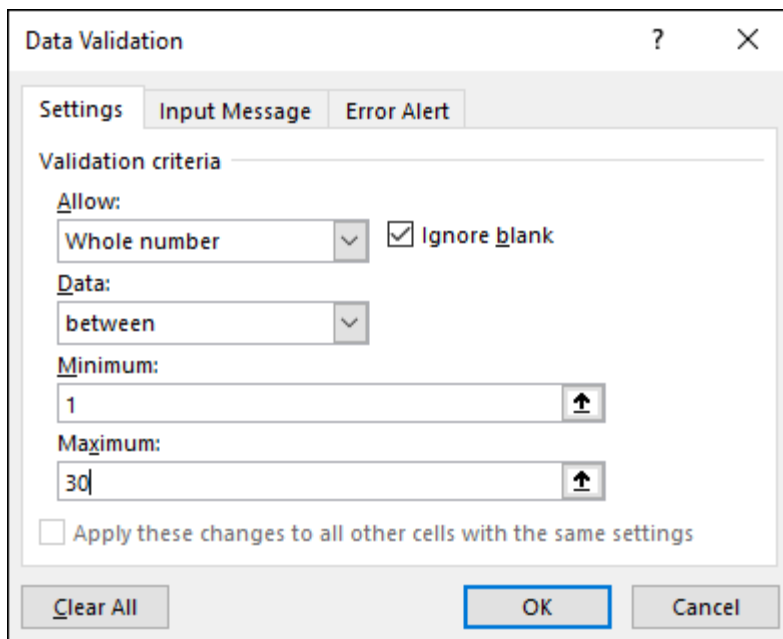 Data Validation ?
Settings Input Message Error Alert
Validation criteria
Allow:
Whole number Ignore blank
Data:
between
Minimum:
1
Maximum:
30
Apply these changes to all other cells with the same settings
Clear All OK Cancel